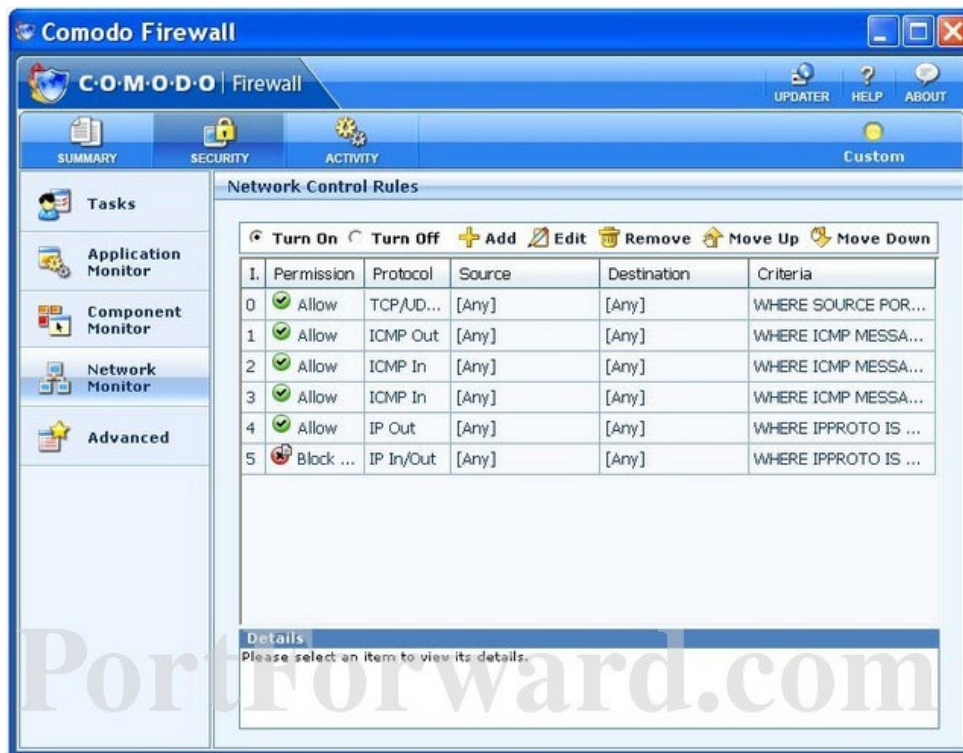 Comodo Firewall
C·O·M·O·D·O | Firewall
UPDATER HELP ABOUT
SUMMARY SECURITY ACTIVITY Custom
Tasks
Application Monitor
Component Monitor
Network Monitor
Advanced
Network Control Rules
Turn On Turn Off Add Edit Remove Move Up Move Down
I. Permission Protocol Source Destination Criteria
0 Allow TCP/UD... [Any] [Any] WHERE SOURCE POR...
1 Allow ICMP Out [Any] [Any] WHERE ICMP MESSA...
2 Allow ICMP In [Any] [Any] WHERE ICMP MESSA...
3 Allow ICMP In [Any] [Any] WHERE ICMP MESSA...
4 Allow IP Out [Any] [Any] WHERE IPPROTO IS ...
5 Block ... IP In/Out [Any] [Any] WHERE IPPROTO IS ...
Details
Please select an item to view its details.
PortForward.com